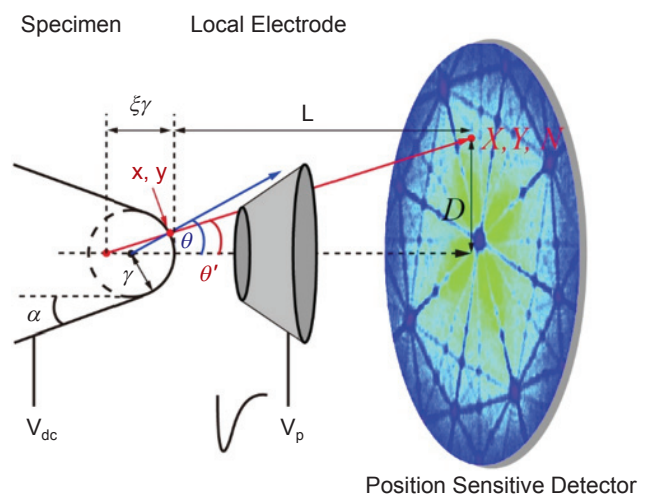 Specimen
Local Electrode
ξγ
L
x, y
X, Y, N
D
θ
θ′
γ
α
V_dc
V_p
Position Sensitive Detector